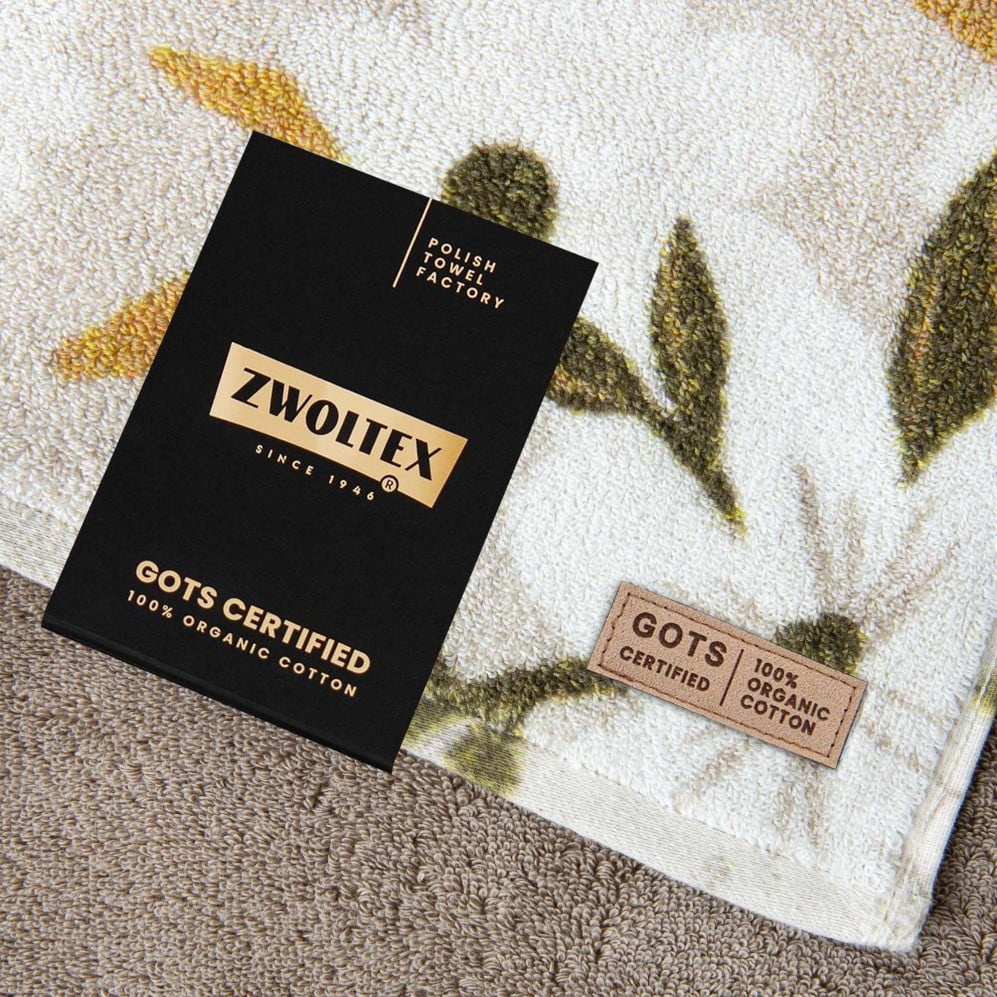 POLISH
TOWEL
FACTORY
ZWOLTEX
SINCE 1946 ®
GOTS CERTIFIED
100% ORGANIC COTTON
GOTS
CERTIFIED
100%
ORGANIC
COTTON